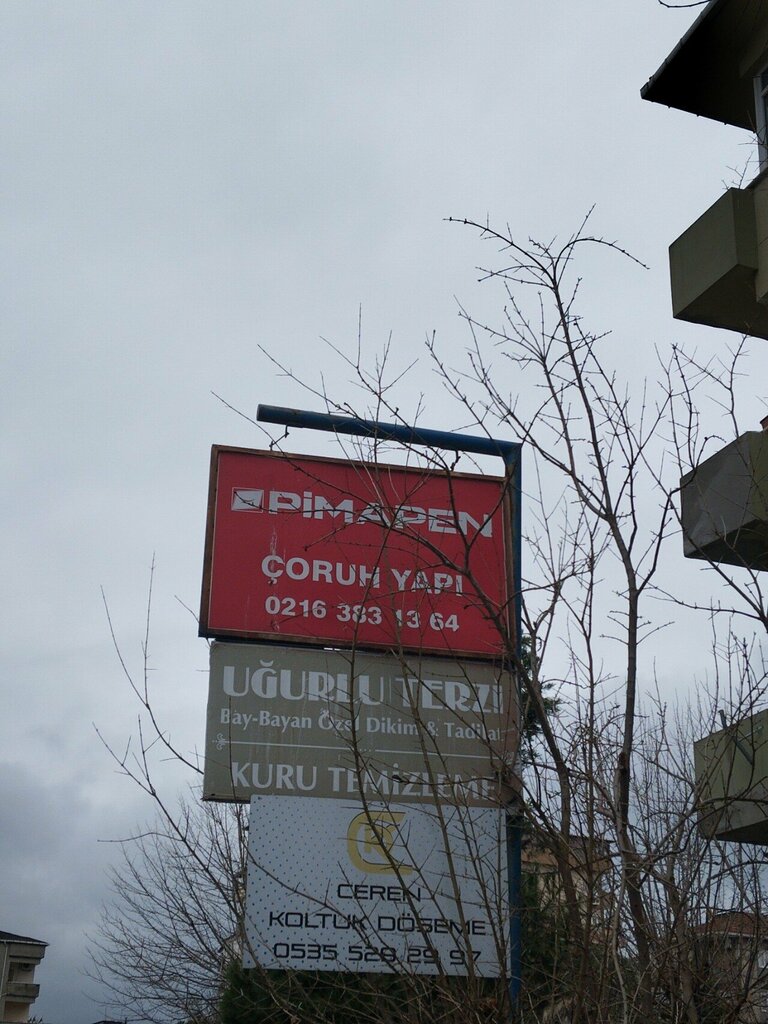 PİMAPEN
ÇORUH YAPI
0216 383 13 64
UĞURLU TERZİ
Bay-Bayan Özel Dikim & Tadilat
KURU TEMİZLEME
CEREN
KOLTUK DÖŞEME
0535 528 29 97